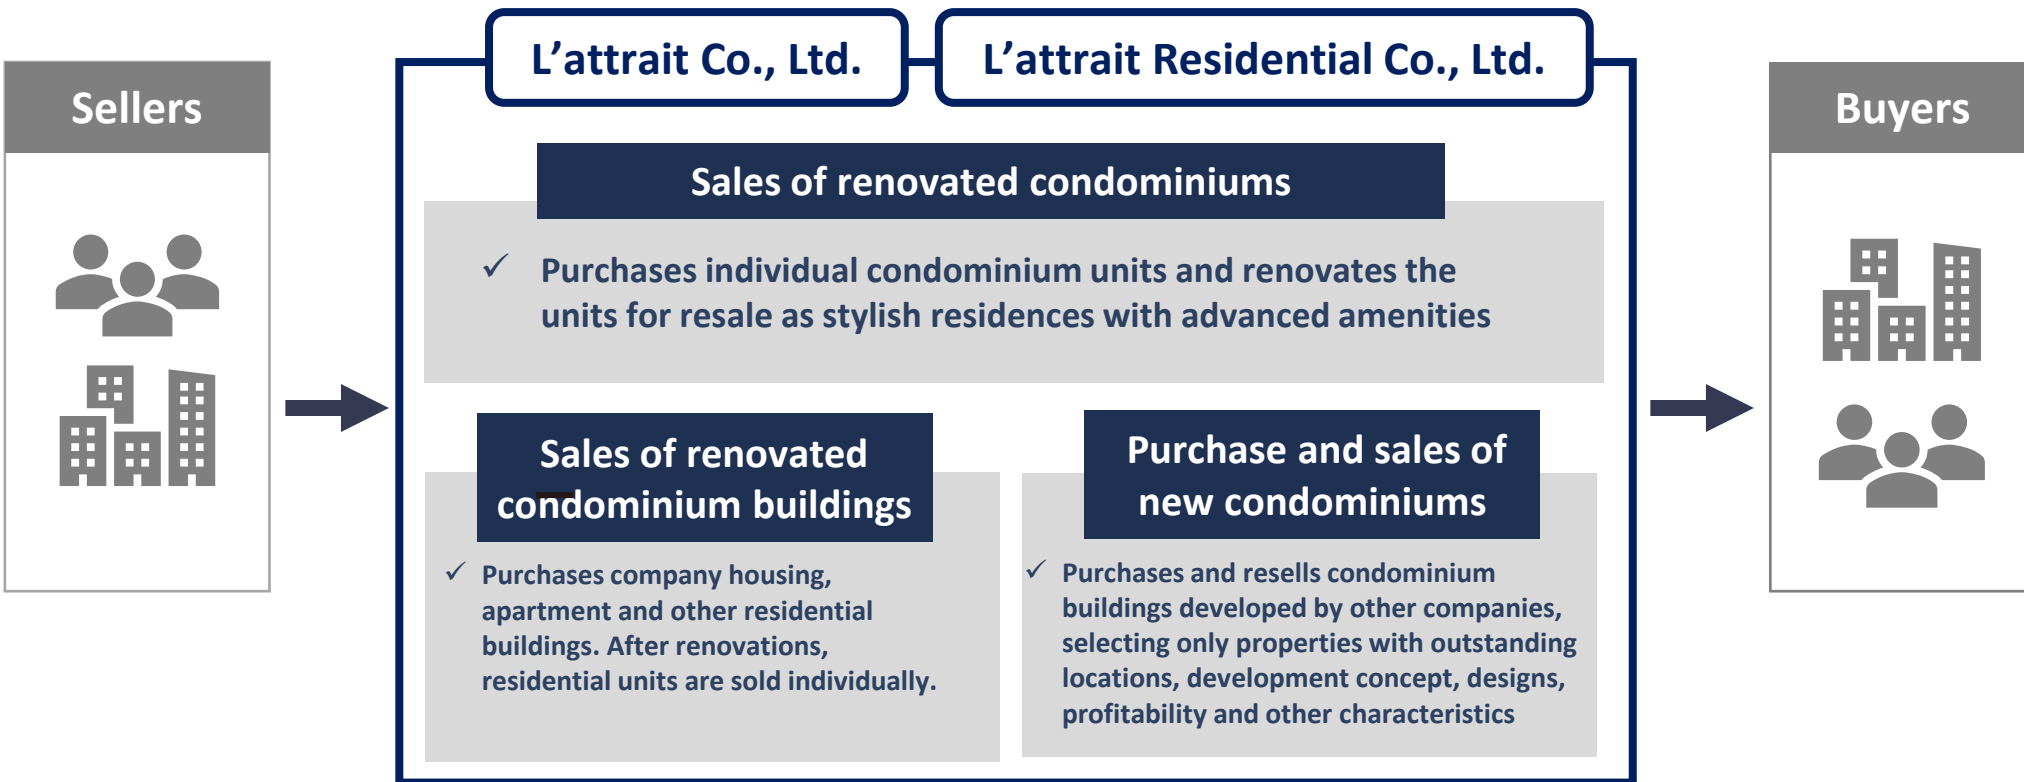 L’attrait Co., Ltd.
L’attrait Residential Co., Ltd.
Sellers
Buyers
Sales of renovated condominiums
✓ Purchases individual condominium units and renovates the
units for resale as stylish residences with advanced amenities
Sales of renovated
condominium buildings
✓ Purchases company housing,
apartment and other residential
buildings. After renovations,
residential units are sold individually.
Purchase and sales of
new condominiums
✓ Purchases and resells condominium
buildings developed by other companies,
selecting only properties with outstanding
locations, development concept, designs,
profitability and other characteristics